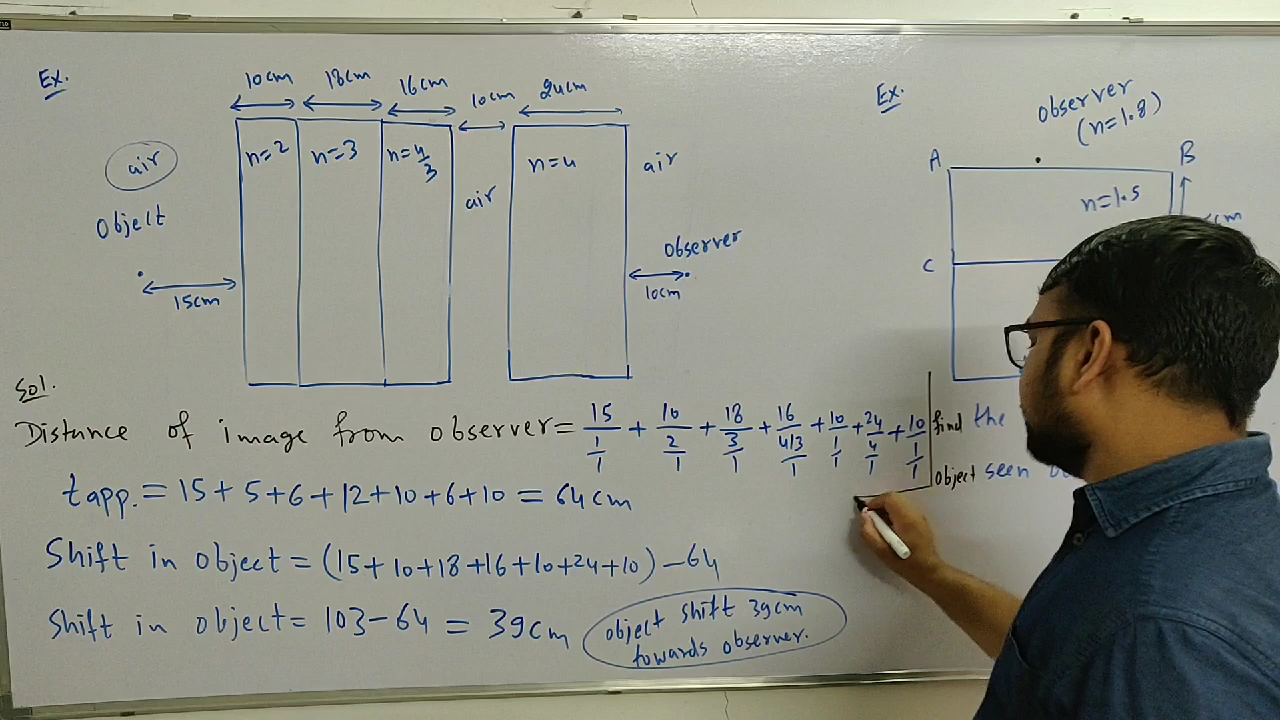 Ex.
10cm 18cm 16cm 10cm 24cm
n=2 n=3 n=4/3 n=4
air
air
air
Object
observer
15cm
10cm
Sol.
Distance of image from observer= 15/(1/1) + 10/(2/1) + 18/(3/1) + 16/(4/3/1) + 10/(1/1) + 24/(4/1) + 10/(1/1)
tapp. = 15+5+6+12+10+6+10 = 64cm
Shift in object = (15+10+18+16+10+24+10) -64
Shift in object= 103-64 = 39cm
object shift 39cm
towards observer.
Ex.
observer
(n=1.8)
A B
n=1.5
C
find the
object seen